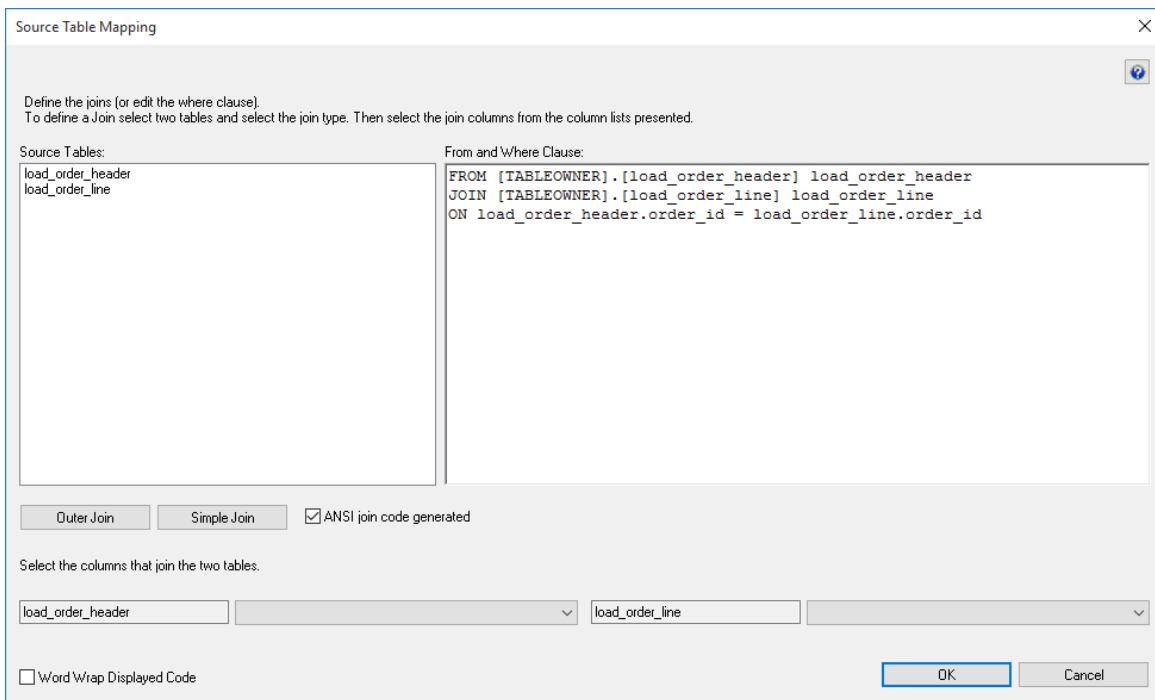 Source Table Mapping
Define the joins (or edit the where clause).
To define a Join select two tables and select the join type. Then select the join columns from the column lists presented.
Source Tables:
load_order_header
load_order_line
From and Where Clause:
FROM [TABLEOWNER].[load_order_header] load_order_header
JOIN [TABLEOWNER].[load_order_line] load_order_line
ON load_order_header.order_id = load_order_line.order_id
Outer Join
Simple Join
ANSI join code generated
Select the columns that join the two tables.
load_order_header
load_order_line
Word Wrap Displayed Code
OK
Cancel